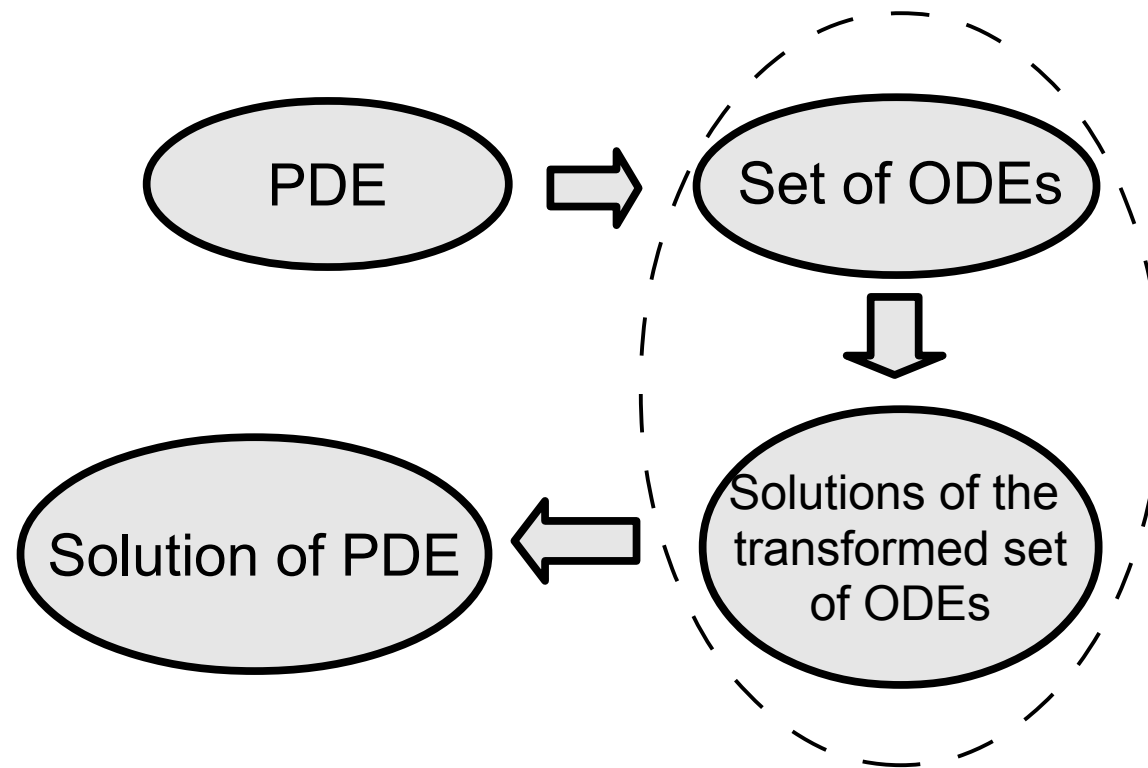 PDE
Set of ODEs
Solution of PDE
Solutions of the
transformed set
of ODEs